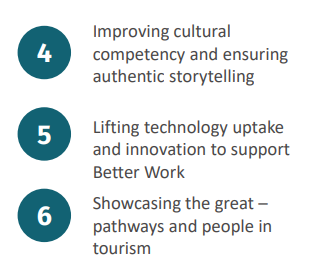 4
Improving cultural
competency and ensuring
authentic storytelling
5
Lifting technology uptake
and innovation to support
Better Work
6
Showcasing the great –
pathways and people in
tourism